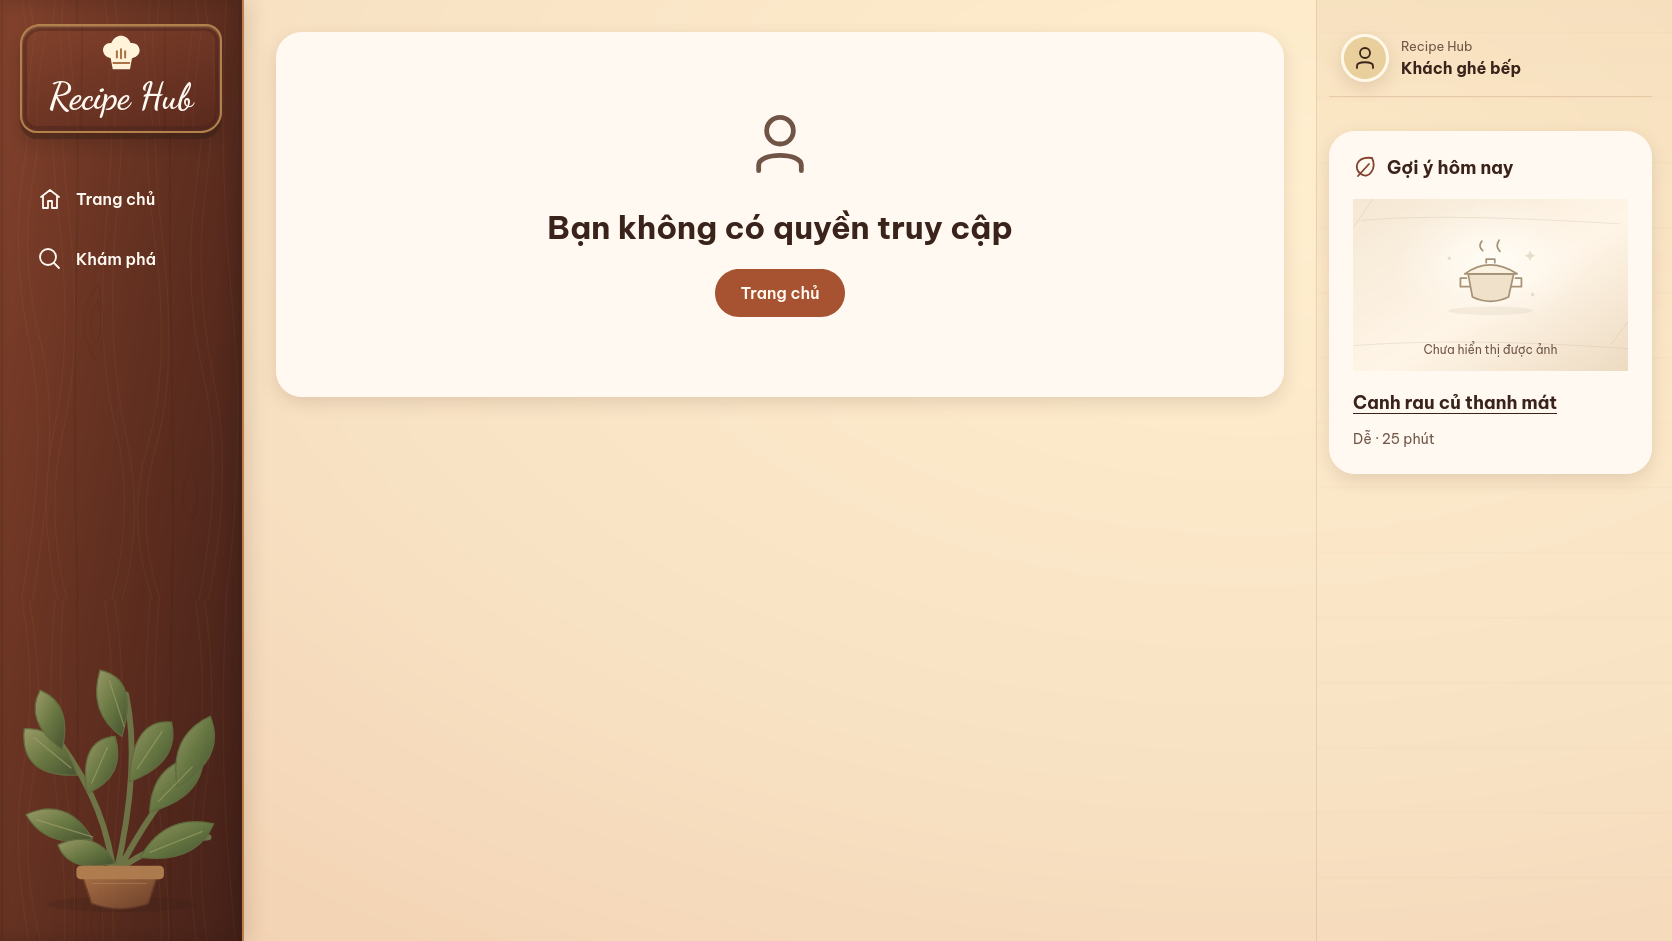 Recipe Hub
Trang chủ
Khám phá
Bạn không có quyền truy cập
Trang chủ
Recipe Hub
Khách ghé bếp
Gợi ý hôm nay
Chưa hiển thị được ảnh
Canh rau củ thanh mát
Dễ · 25 phút